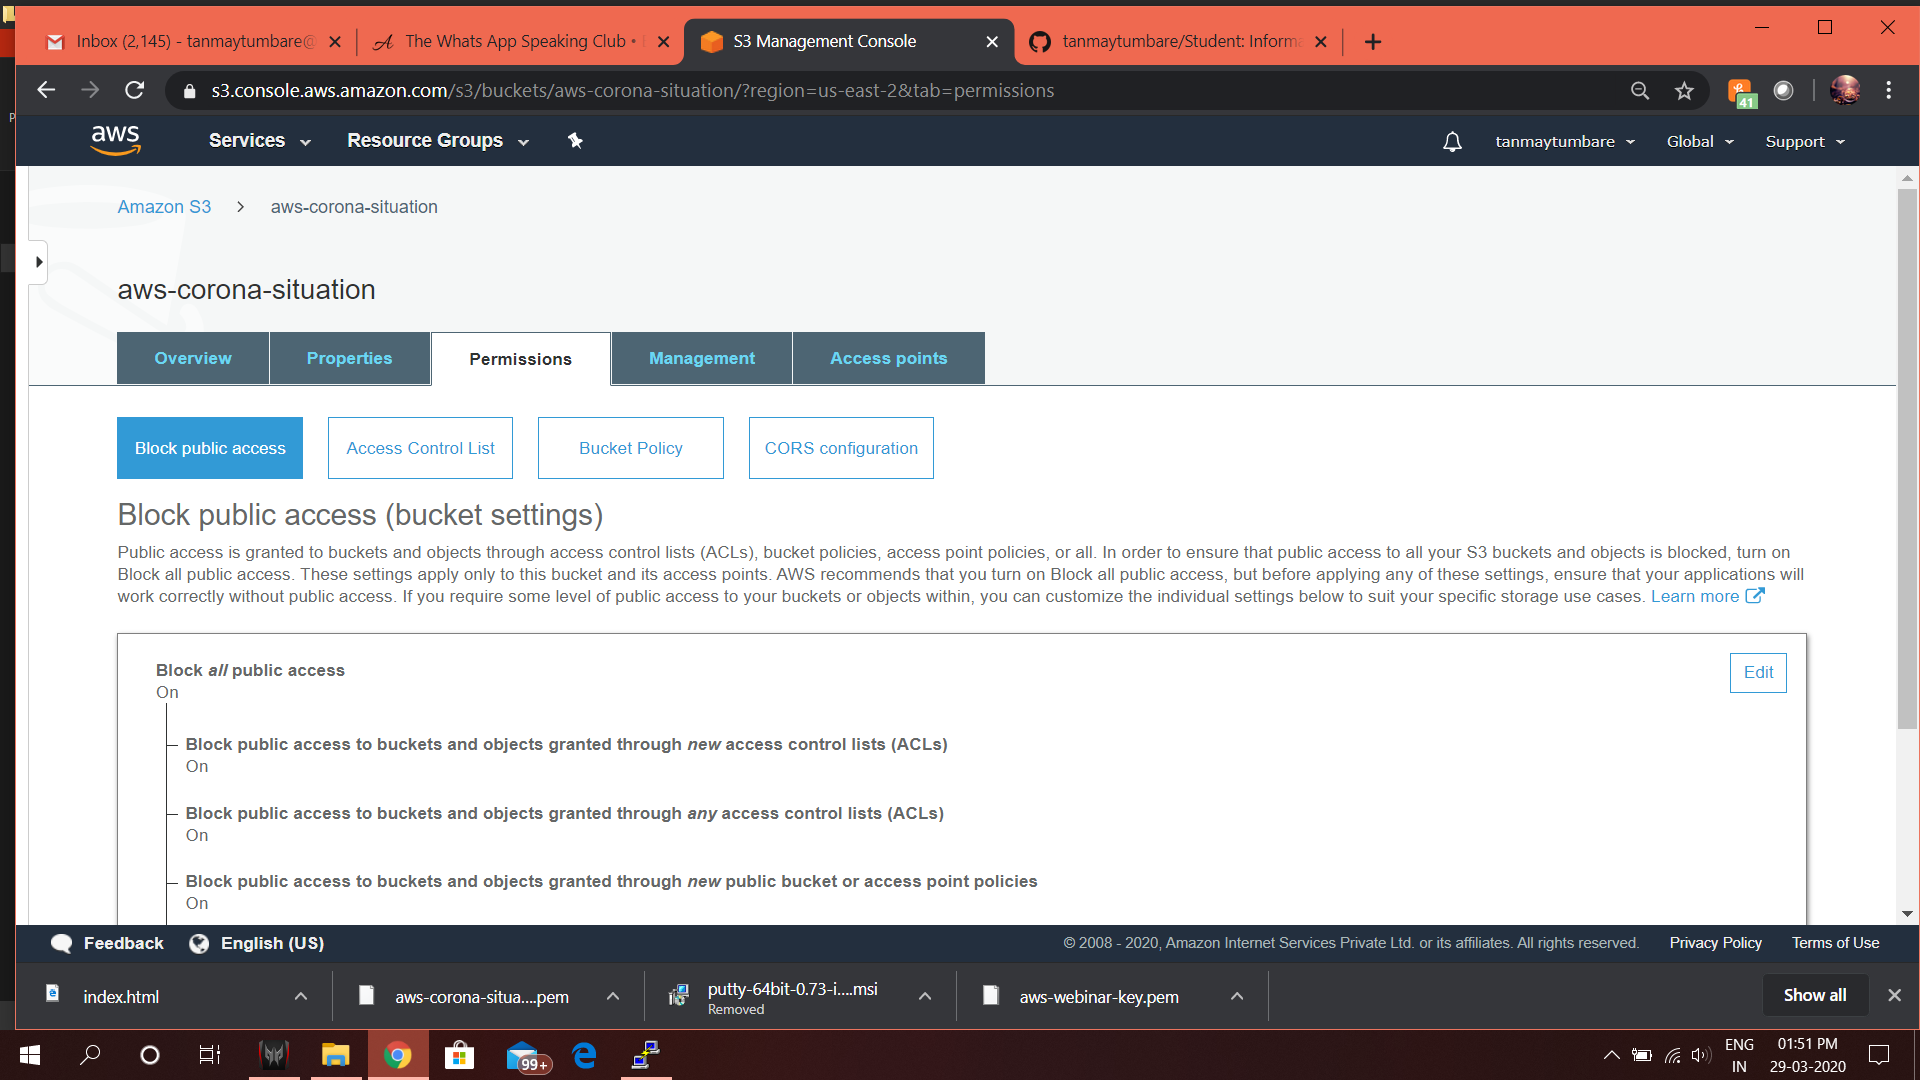 Inbox (2,145) - tanmaytumbare@
The Whats App Speaking Club •
S3 Management Console
tanmaytumbare/Student: Informa
s3.console.aws.amazon.com/s3/buckets/aws-corona-situation/?region=us-east-2&tab=permissions
41
aws
Services
Resource Groups
tanmaytumbare
Global
Support
Amazon S3 > aws-corona-situation
aws-corona-situation
Overview
Properties
Permissions
Management
Access points
Block public access
Access Control List
Bucket Policy
CORS configuration
Block public access (bucket settings)
Public access is granted to buckets and objects through access control lists (ACLs), bucket policies, access point policies, or all. In order to ensure that public access to all your S3 buckets and objects is blocked, turn on
Block all public access. These settings apply only to this bucket and its access points. AWS recommends that you turn on Block all public access, but before applying any of these settings, ensure that your applications will
work correctly without public access. If you require some level of public access to your buckets or objects within, you can customize the individual settings below to suit your specific storage use cases. Learn more
Block all public access
On
Edit
Block public access to buckets and objects granted through new access control lists (ACLs)
On
Block public access to buckets and objects granted through any access control lists (ACLs)
On
Block public access to buckets and objects granted through new public bucket or access point policies
On
Feedback
English (US)
© 2008 - 2020, Amazon Internet Services Private Ltd. or its affiliates. All rights reserved.
Privacy Policy
Terms of Use
index.html
aws-corona-situa....pem
putty-64bit-0.73-i....msi
Removed
aws-webinar-key.pem
Show all
99+
ENG
IN
01:51 PM
29-03-2020